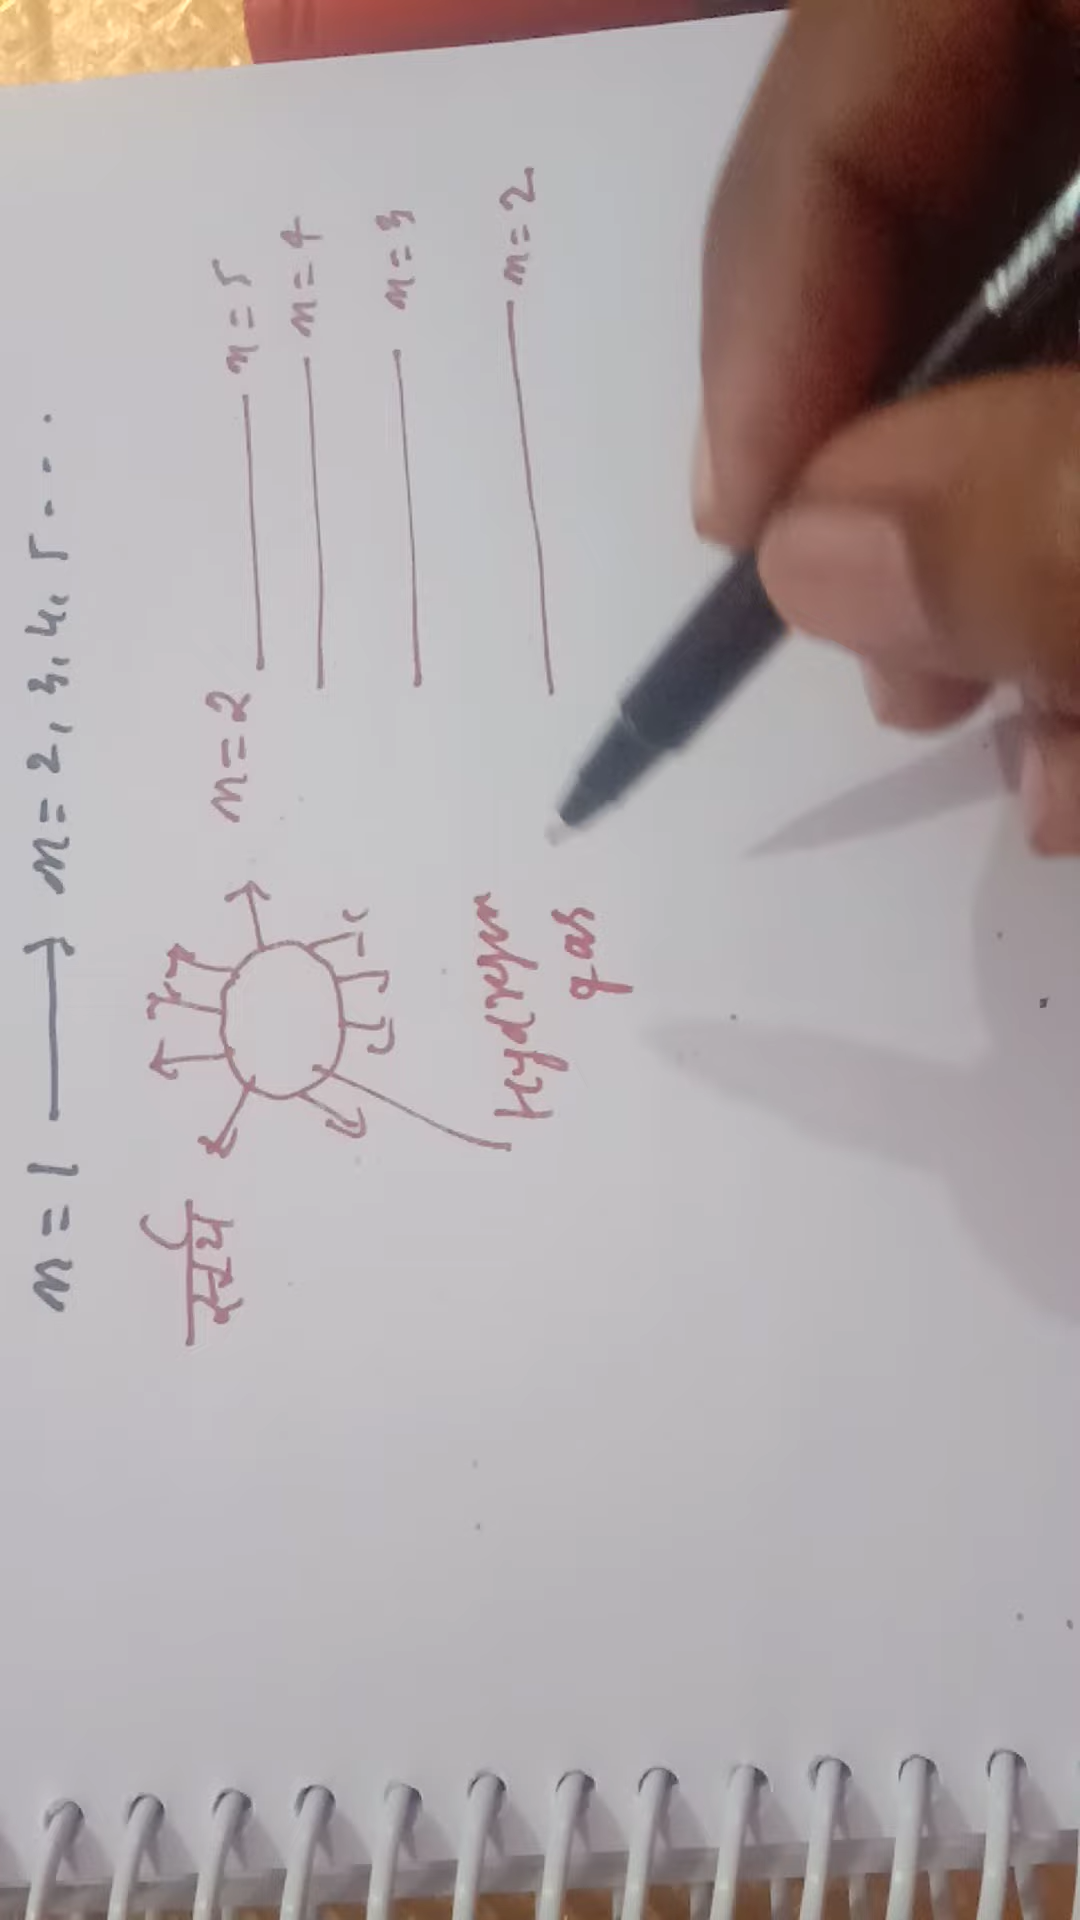 n = 1 ⟶ n = 2, 3, 4, 5 - - - .
सूर्य
n = 2
n = 5
n = 4
n = 3
n = 2
Hydrogen
gas